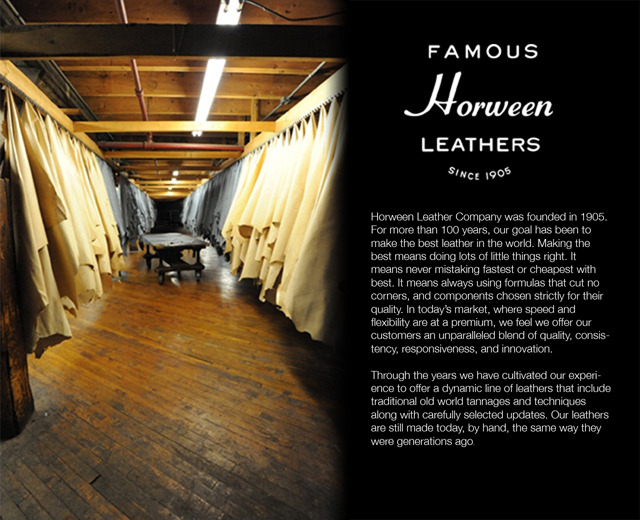 FAMOUS
Horween
LEATHERS
SINCE 1905
Horween Leather Company was founded in 1905.
For more than 100 years, our goal has been to
make the best leather in the world. Making the
best means doing lots of little things right. It
means never mistaking fastest or cheapest with
best. It means always using formulas that cut no
corners, and components chosen strictly for their
quality. In today's market, where speed and
flexibility are at a premium, we feel we offer our
customers an unparalleled blend of quality, consis-
tency, responsiveness, and innovation.
Through the years we have cultivated our experi-
ence to offer a dynamic line of leathers that include
traditional old world tannages and techniques
along with carefully selected updates. Our leathers
are still made today, by hand, the same way they
were generations ago.